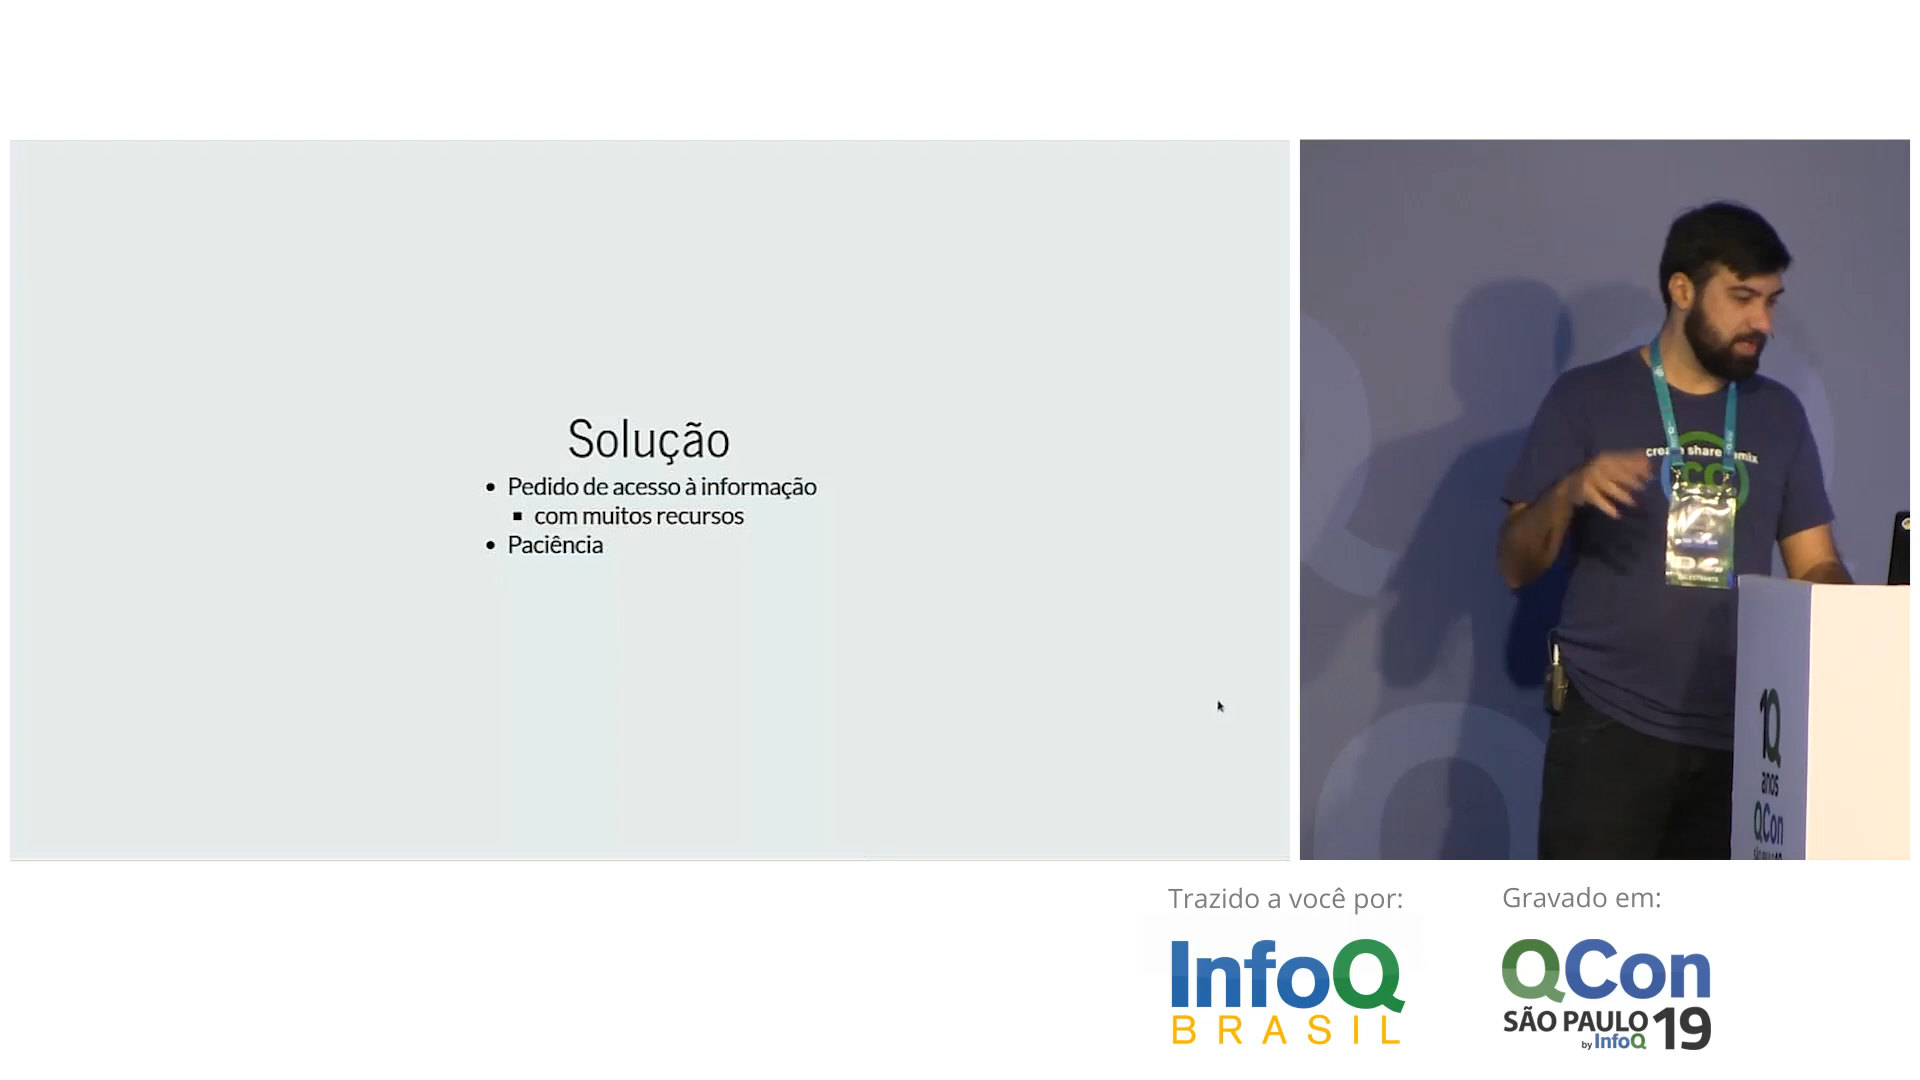 Solução
Pedido de acesso à informação
com muitos recursos
Paciência
create share remix
cc
10
anos
QCon
Trazido a você por:
InfoQ
BRASIL
Gravado em:
QCon
SÃO PAULO 19
by InfoQ